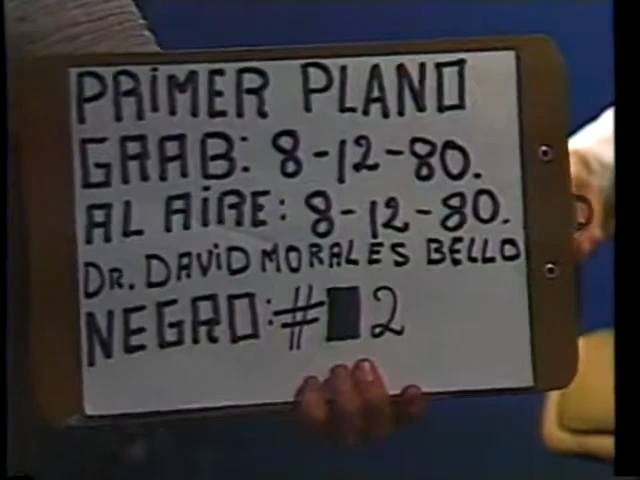 PRIMER PLANO
GRAB: 8-12-80.
AL AIRE: 8-12-80.
DR. DAVID MORALES BELLO
NEGRO: # 2